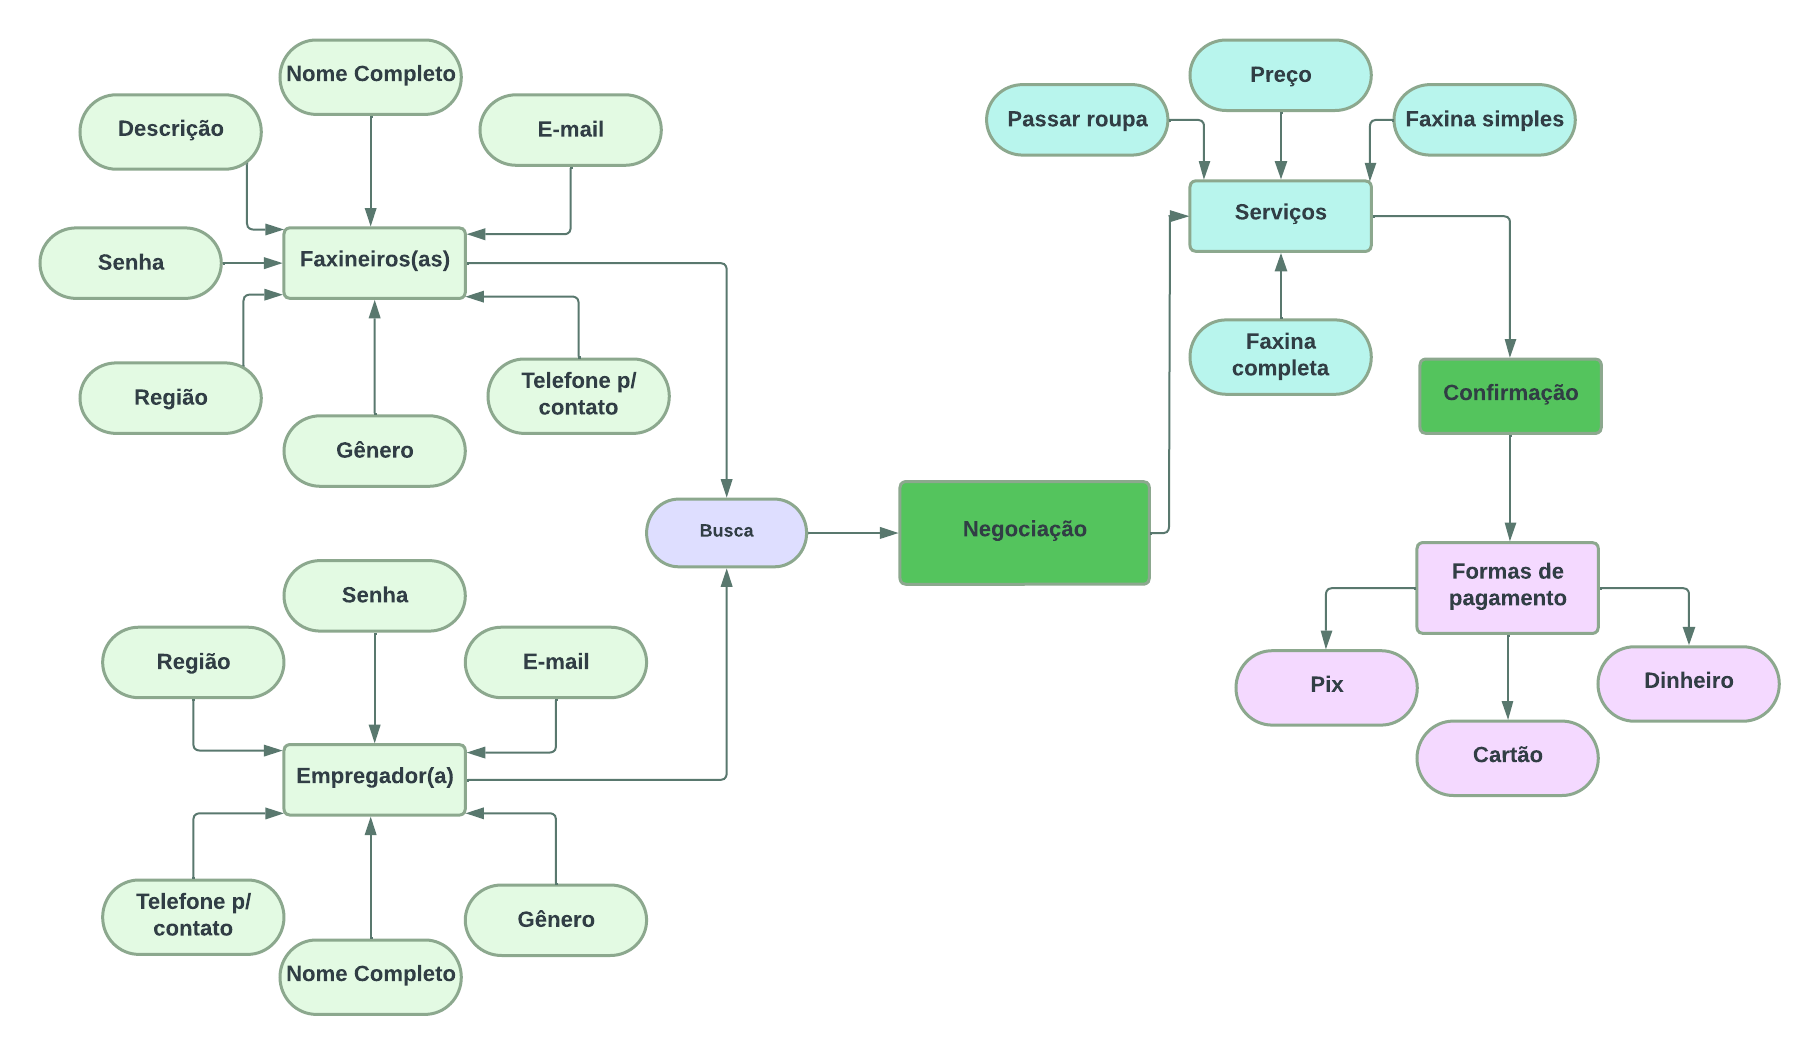 Nome Completo
Descrição
E-mail
Senha
Faxineiros(as)
Região
Gênero
Telefone p/
contato
Busca
Senha
Região
E-mail
Empregador(a)
Telefone p/
contato
Nome Completo
Gênero
Negociação
Preço
Passar roupa
Faxina simples
Serviços
Faxina
completa
Confirmação
Formas de
pagamento
Pix
Cartão
Dinheiro